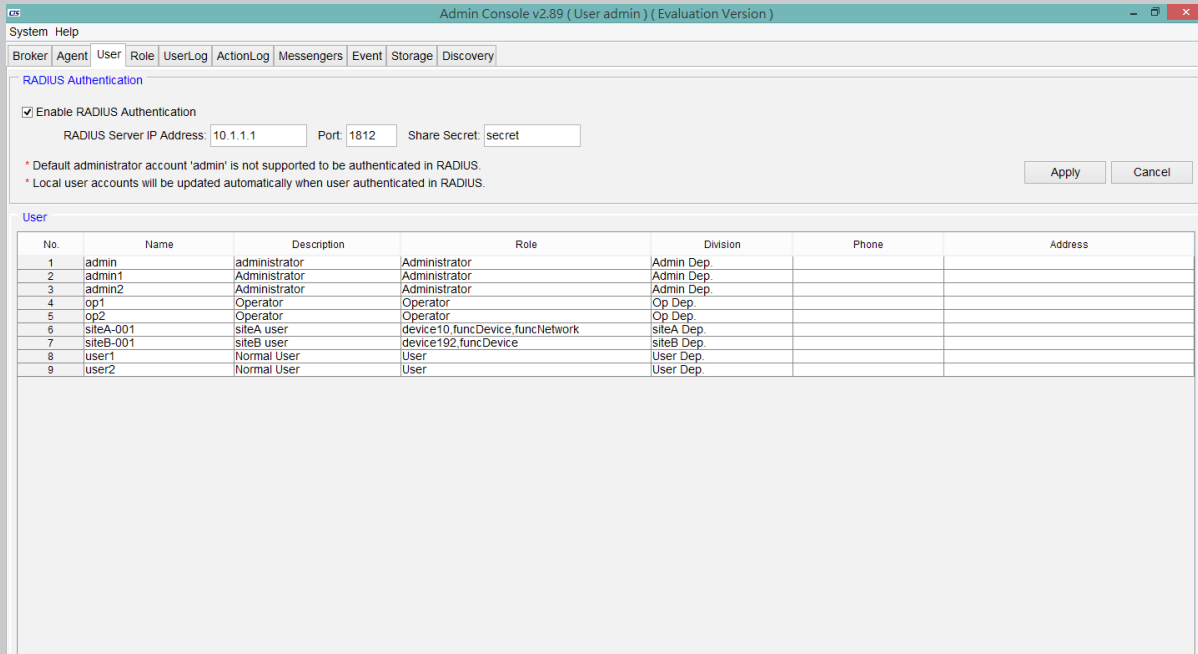 CTS
Admin Console v2.89 ( User admin ) ( Evaluation Version )
System Help
Broker Agent User Role UserLog ActionLog Messengers Event Storage Discovery
RADIUS Authentication
Enable RADIUS Authentication
RADIUS Server IP Address: 10.1.1.1 Port: 1812 Share Secret: secret
* Default administrator account 'admin' is not supported to be authenticated in RADIUS.
* Local user accounts will be updated automatically when user authenticated in RADIUS.
Apply Cancel
User
No. Name Description Role Division Phone Address
1 admin administrator Administrator Admin Dep.
2 admin1 Administrator Administrator Admin Dep.
3 admin2 Administrator Administrator Admin Dep.
4 op1 Operator Operator Op Dep.
5 op2 Operator Operator Op Dep.
6 siteA-001 siteA user device10,funcDevice,funcNetwork siteA Dep.
7 siteB-001 siteB user device192,funcDevice siteB Dep.
8 user1 Normal User User User Dep.
9 user2 Normal User User User Dep.